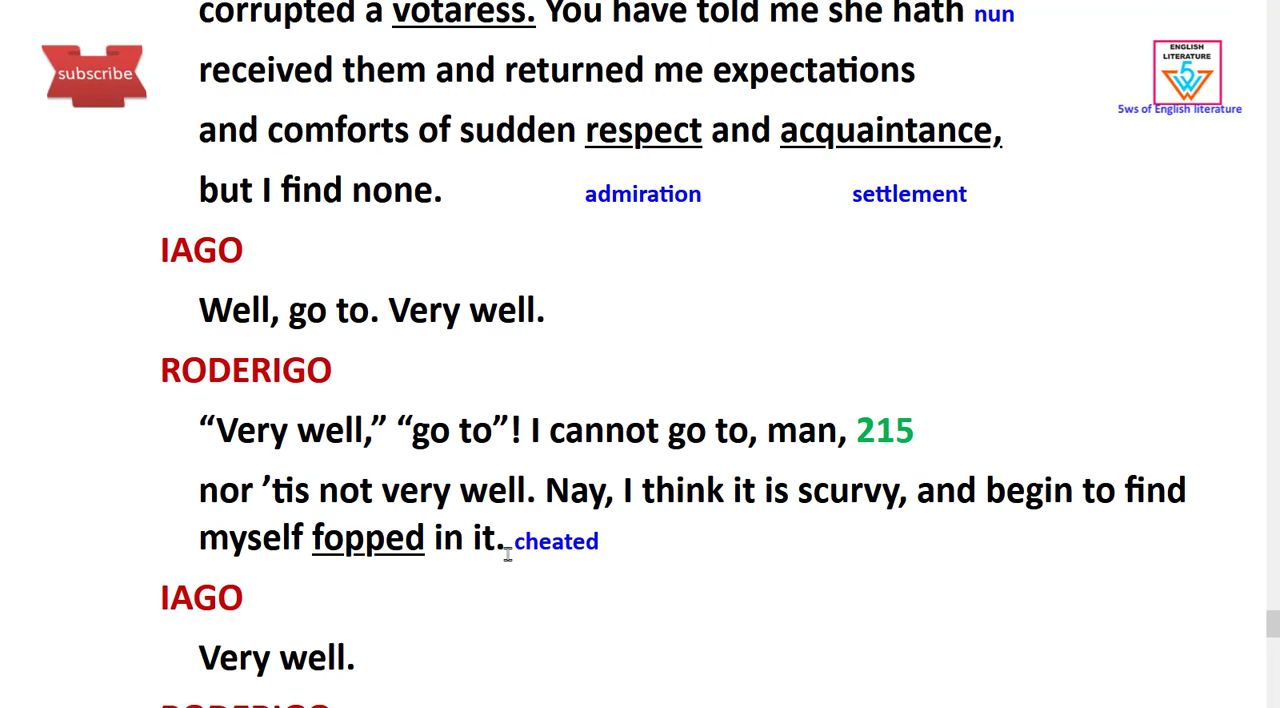 corrupted a votaress. You have told me she hath nun
subscribe
ENGLISH
LITERATURE
5
W
5ws of English literature
received them and returned me expectations
and comforts of sudden respect and acquaintance,
but I find none. admiration settlement
IAGO
Well, go to. Very well.
RODERIGO
“Very well,” “go to”! I cannot go to, man, 215
nor ’tis not very well. Nay, I think it is scurvy, and begin to find
myself fopped in it. cheated
IAGO
Very well.
RODERIGO